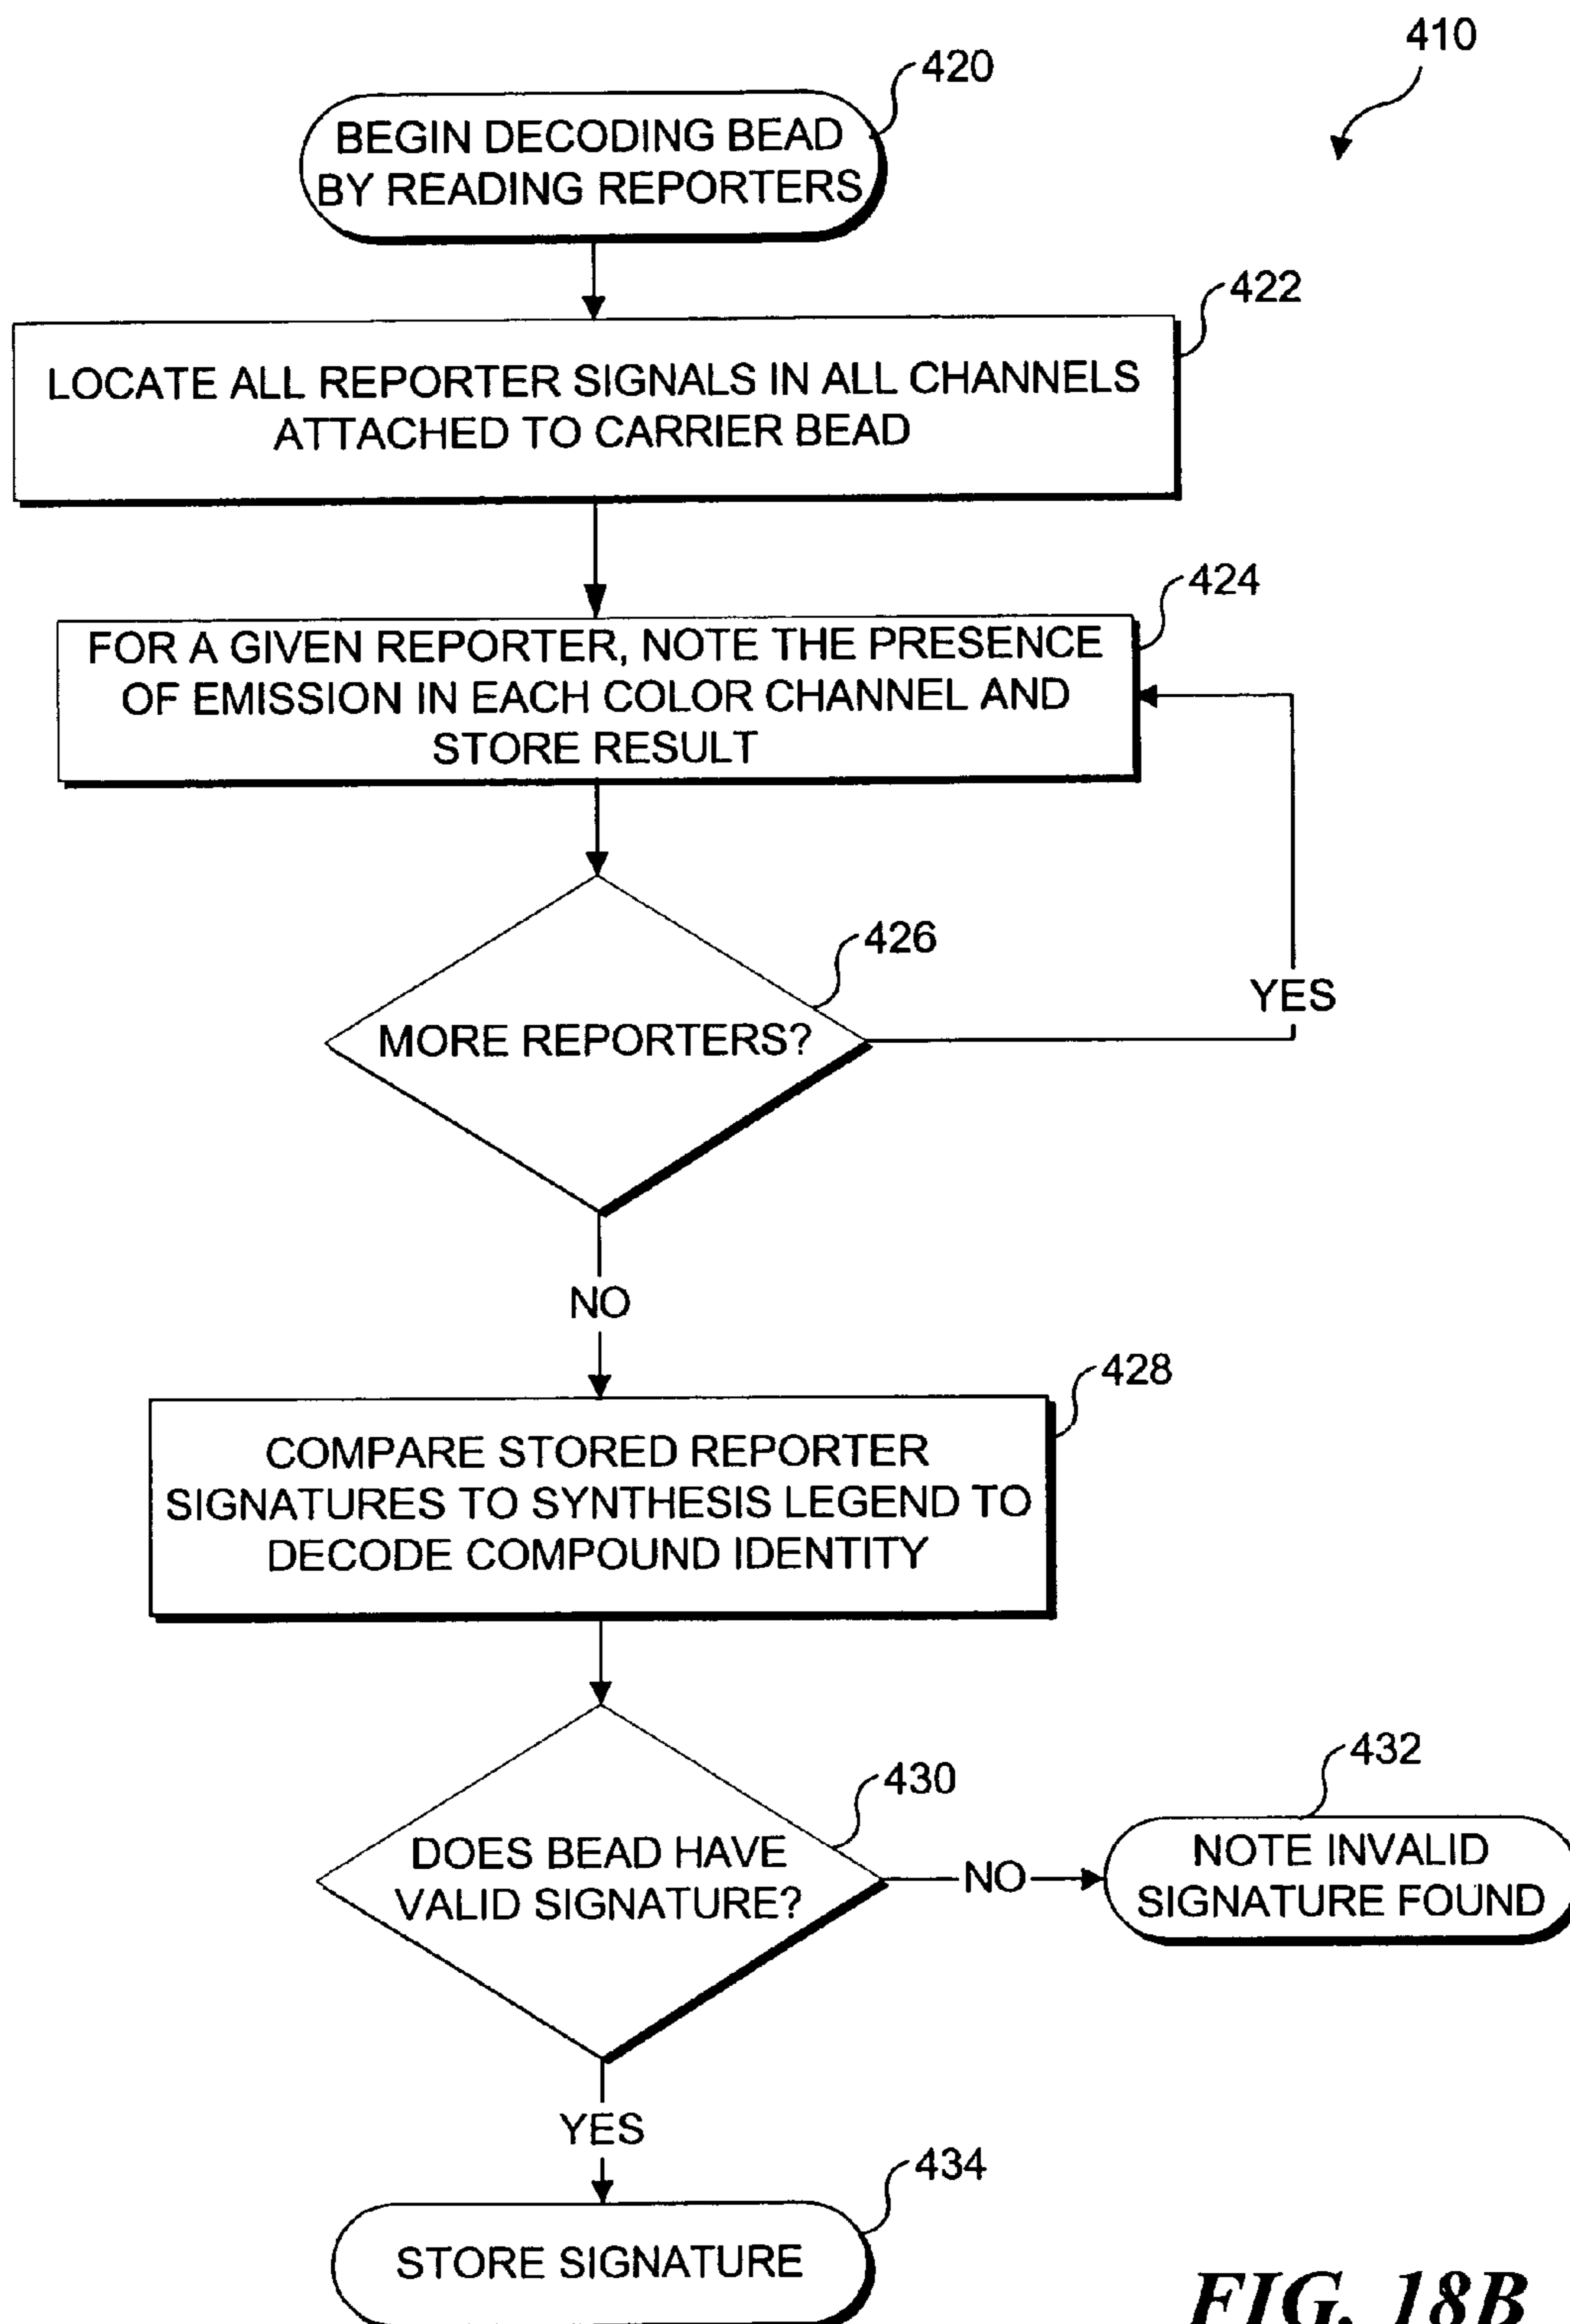 410
420
BEGIN DECODING BEAD
BY READING REPORTERS
422
LOCATE ALL REPORTER SIGNALS IN ALL CHANNELS
ATTACHED TO CARRIER BEAD
424
FOR A GIVEN REPORTER, NOTE THE PRESENCE
OF EMISSION IN EACH COLOR CHANNEL AND
STORE RESULT
426
MORE REPORTERS?
YES
NO
428
COMPARE STORED REPORTER
SIGNATURES TO SYNTHESIS LEGEND TO
DECODE COMPOUND IDENTITY
430
DOES BEAD HAVE
VALID SIGNATURE?
NO
432
NOTE INVALID
SIGNATURE FOUND
YES
434
STORE SIGNATURE
FIG. 18B